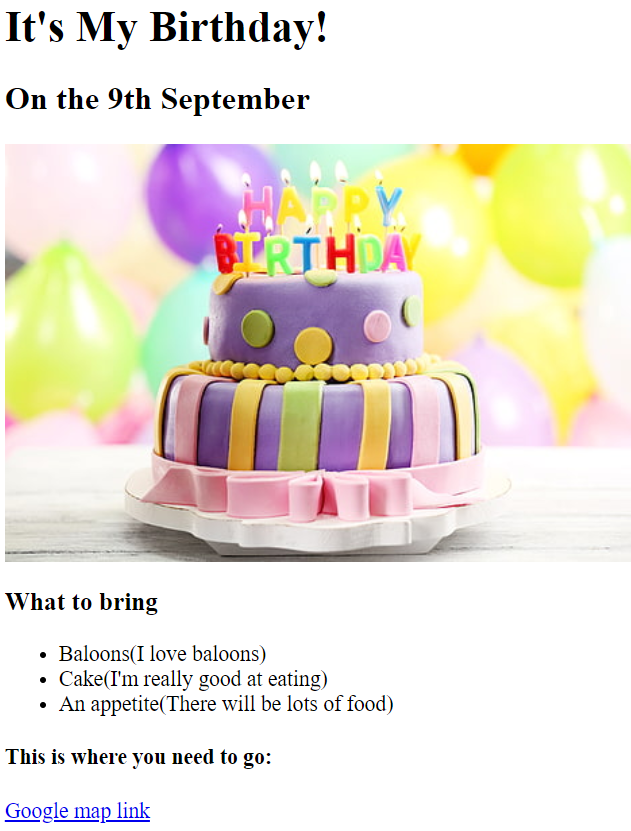 It's My Birthday!
On the 9th September
HAPPY
BIRTHDAY
What to bring
Baloons(I love baloons)
Cake(I'm really good at eating)
An appetite(There will be lots of food)
This is where you need to go:
Google map link